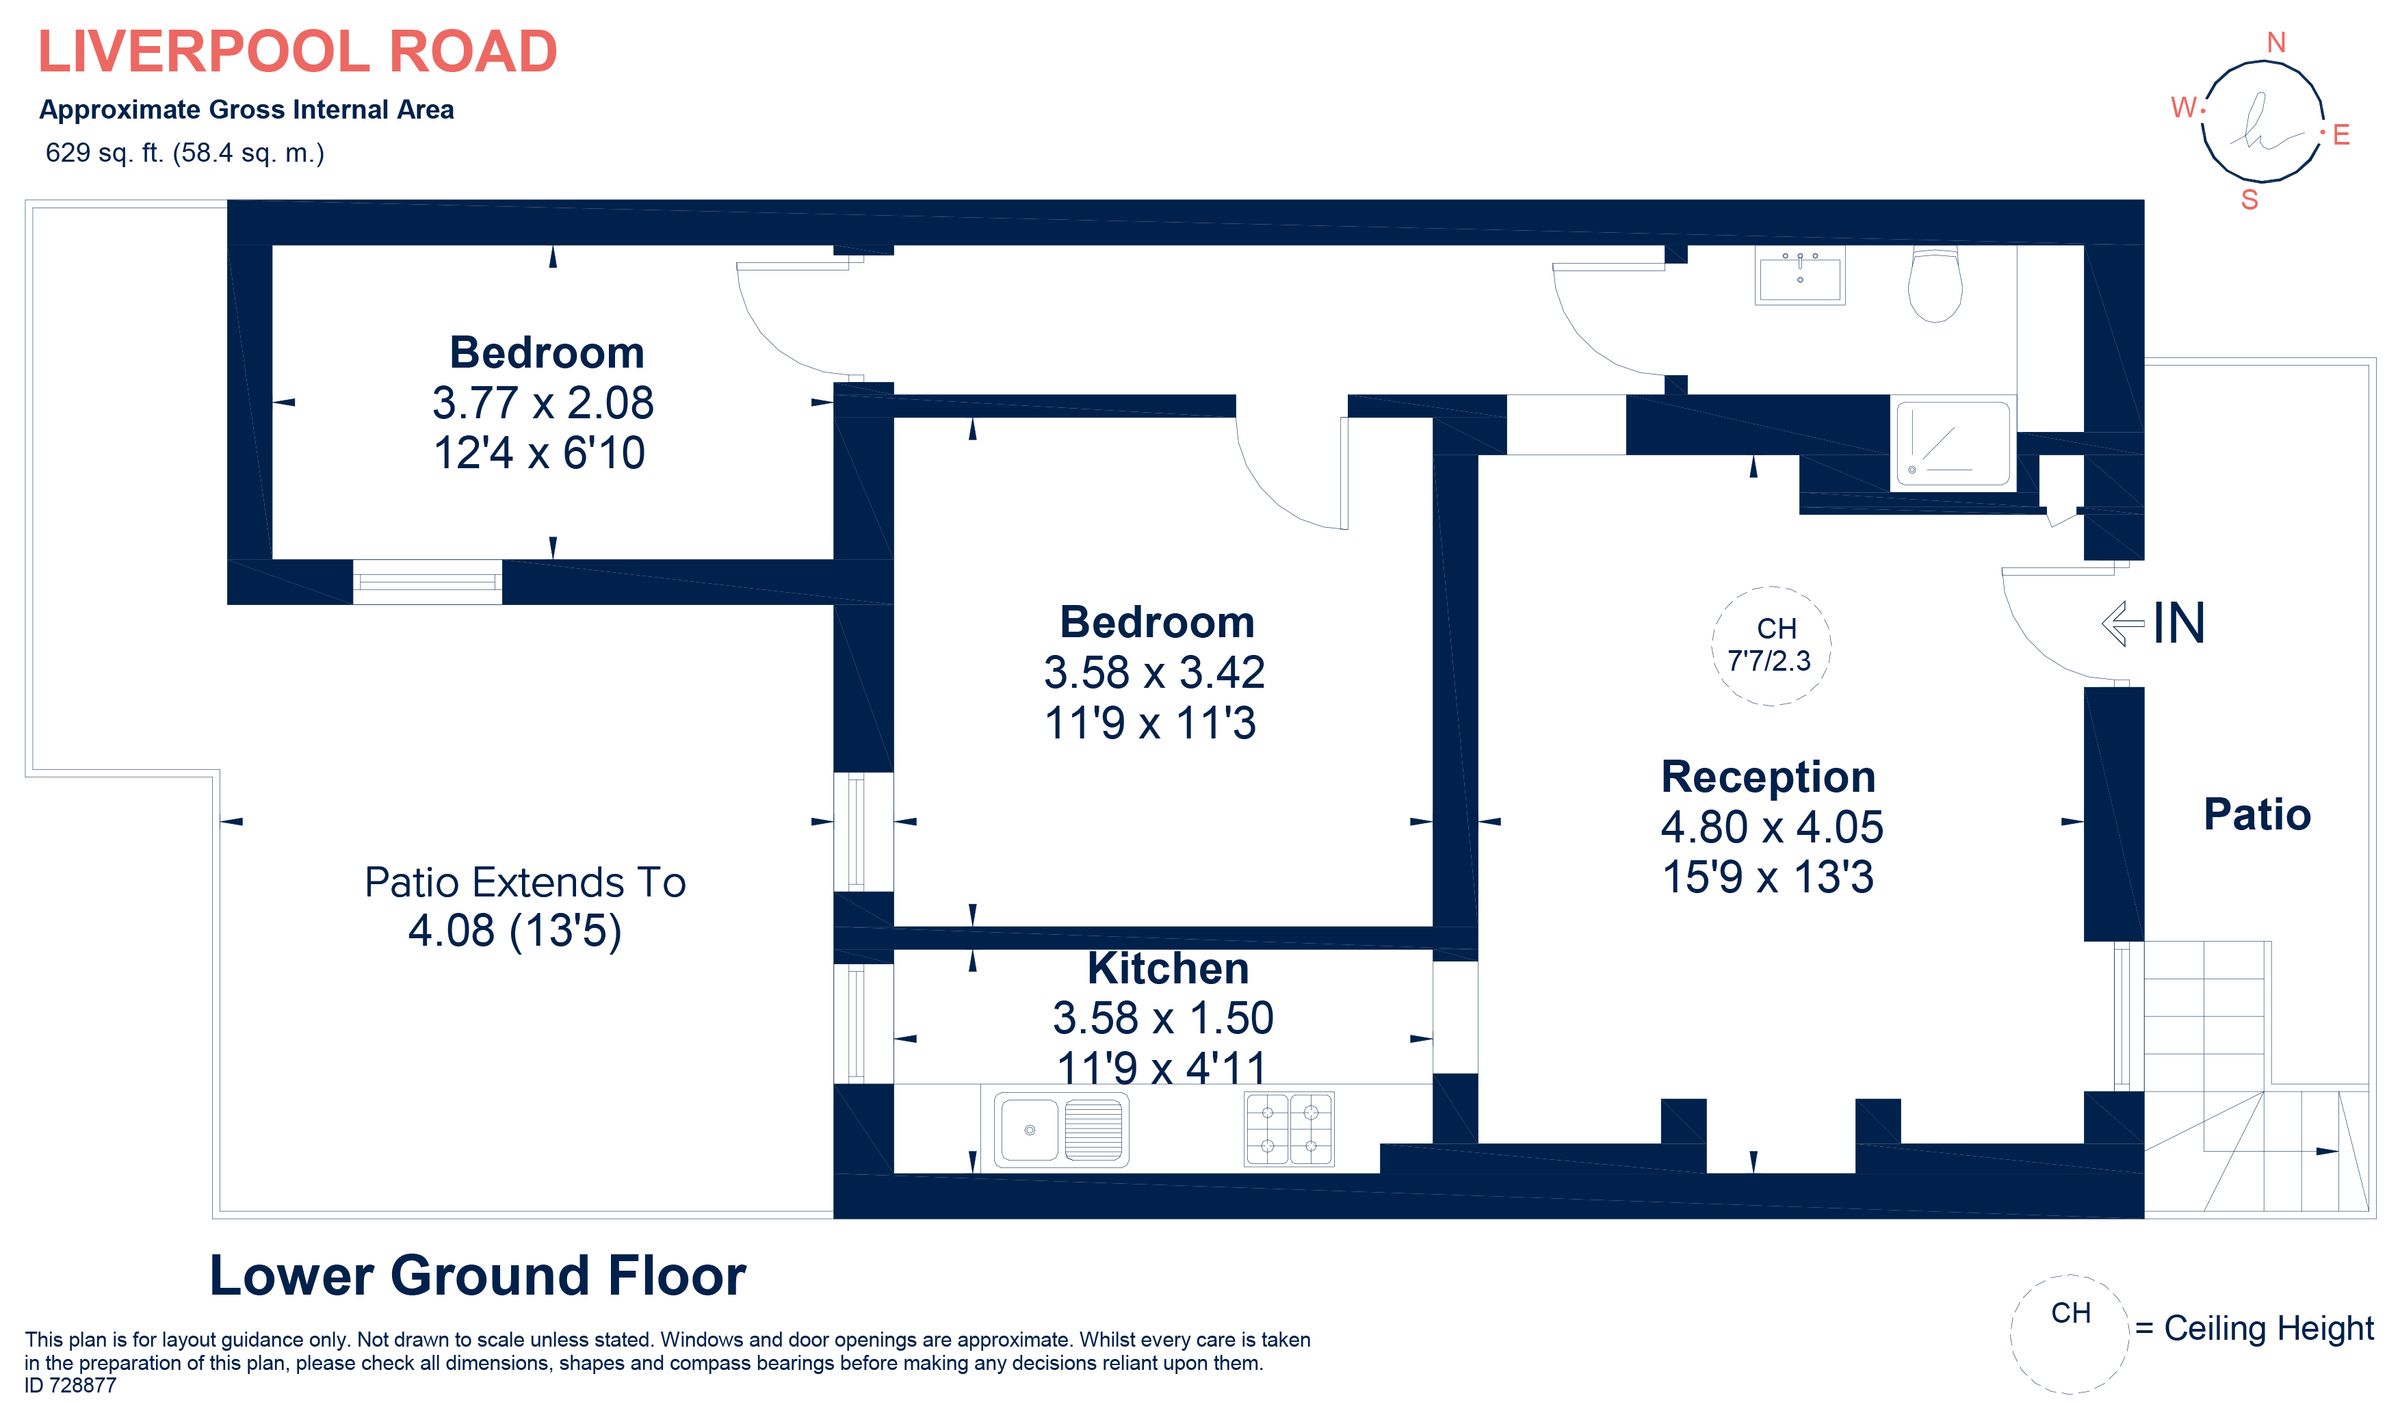 LIVERPOOL ROAD
Approximate Gross Internal Area
629 sq. ft. (58.4 sq. m.)
N
W
E
S
Bedroom
3.77 x 2.08
12'4 x 6'10
Bedroom
3.58 x 3.42
11'9 x 11'3
CH
7'7/2.3
IN
Reception
4.80 x 4.05
15'9 x 13'3
Patio
Patio Extends To
4.08 (13'5)
Kitchen
3.58 x 1.50
11'9 x 4'11
Lower Ground Floor
CH
= Ceiling Height
This plan is for layout guidance only. Not drawn to scale unless stated. Windows and door openings are approximate. Whilst every care is taken
in the preparation of this plan, please check all dimensions, shapes and compass bearings before making any decisions reliant upon them.
ID 728877